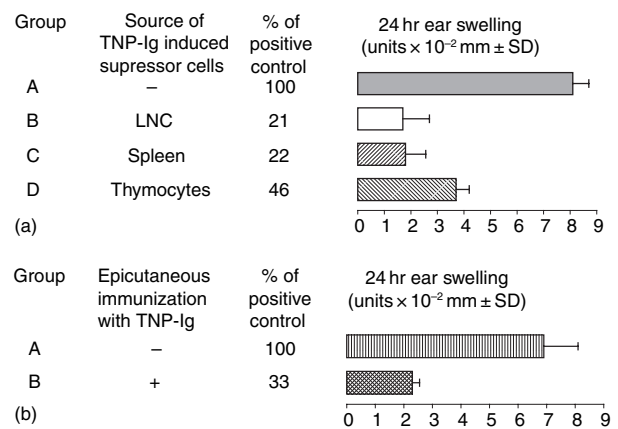 Group Source of TNP-Ig induced supressor cells % of positive control 24 hr ear swelling (units × 10⁻² mm ± SD)
A – 100
B LNC 21
C Spleen 22
D Thymocytes 46
(a) 0 1 2 3 4 5 6 7 8 9
Group Epicutaneous immunization with TNP-Ig % of positive control 24 hr ear swelling (units × 10⁻² mm ± SD)
A – 100
B + 33
(b) 0 1 2 3 4 5 6 7 8 9